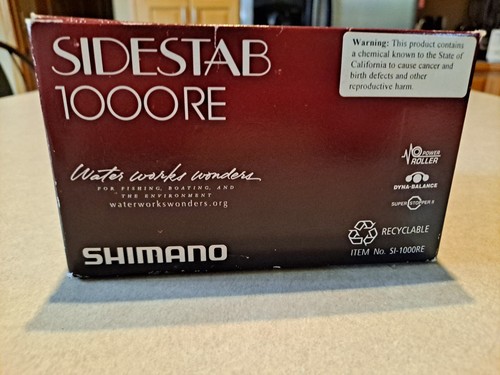 SIDESTAB
1000RE
Warning: This product contains
a chemical known to the State of
California to cause cancer and
birth defects and other
reproductive harm.
Water works wonders
FOR FISHING, BOATING, AND
THE ENVIRONMENT
waterworkswonders.org
POWER
ROLLER
DYNA-BALANCE
SUPER STOPPER II
RECYCLABLE
SHIMANO
ITEM No. SI-1000RE